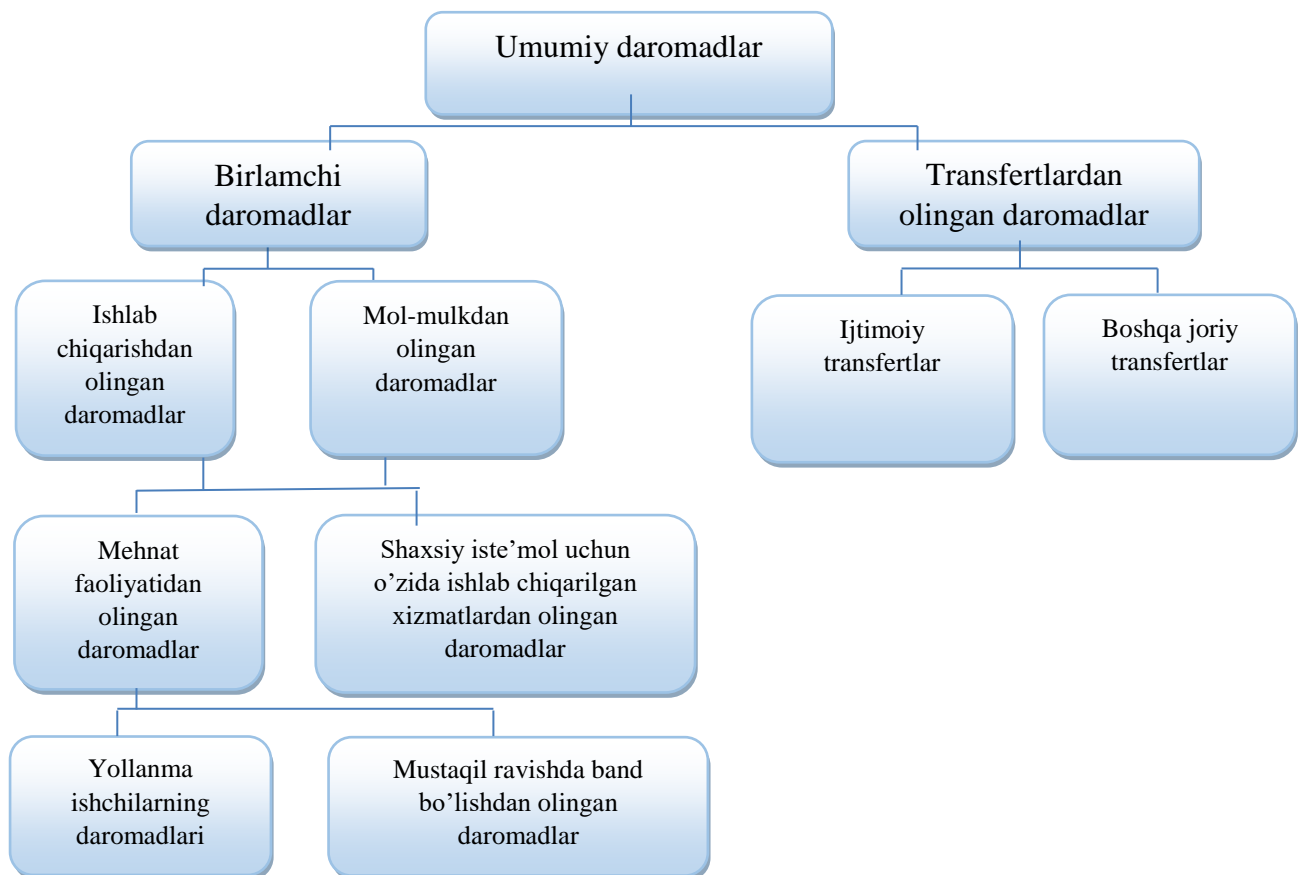 Umumiy daromadlar
Birlamchi
daromadlar
Transfertlardan
olingan daromadlar
Ishlab
chiqarishdan
olingan
daromadlar
Mol-mulkdan
olingan
daromadlar
Ijtimoiy
transfertlar
Boshqa joriy
transfertlar
Mehnat
faoliyatidan
olingan
daromadlar
Shaxsiy iste’mol uchun
o’zida ishlab chiqarilgan
xizmatlardan olingan
daromadlar
Yollanma
ishchilarning
daromadlari
Mustaqil ravishda band
bo’lishdan olingan
daromadlar